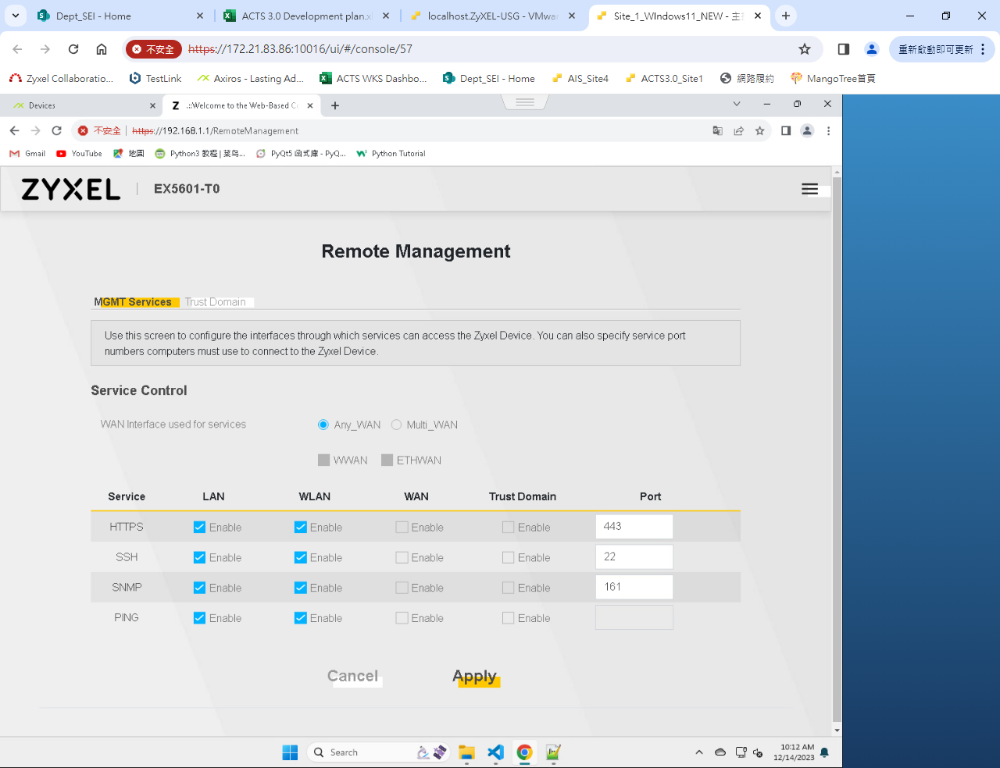 Dept_SEI - Home
ACTS 3.0 Development plan.x
localhost.ZyXEL-USG - VMwa
Site_1_WIndows11_NEW - 主
不安全 https://172.21.83.86:10016/ui/#/console/57
重新啟動即可更新
Zyxel Collaboratio...
TestLink
Axiros - Lasting Ad...
ACTS WKS Dashbo...
Dept_SEI - Home
AIS_Site4
ACTS3.0_Site1
網路履約
MangoTree首頁
Devices
.::Welcome to the Web-Based C
不安全 https://192.168.1.1/RemoteManagement
Gmail
YouTube
地圖
Python3 教程 | 菜鸟...
PyQt5 函式庫 - PyQ...
Python Tutorial
ZYXEL EX5601-T0
Remote Management
MGMT Services Trust Domain
Use this screen to configure the interfaces through which services can access the Zyxel Device. You can also specify service port
numbers computers must use to connect to the Zyxel Device.
Service Control
WAN Interface used for services Any_WAN Multi_WAN
WWAN ETHWAN
Service LAN WLAN WAN Trust Domain Port
HTTPS Enable Enable Enable Enable 443
SSH Enable Enable Enable Enable 22
SNMP Enable Enable Enable Enable 161
PING Enable Enable Enable Enable
Cancel Apply
Search
10:12 AM
12/14/2023